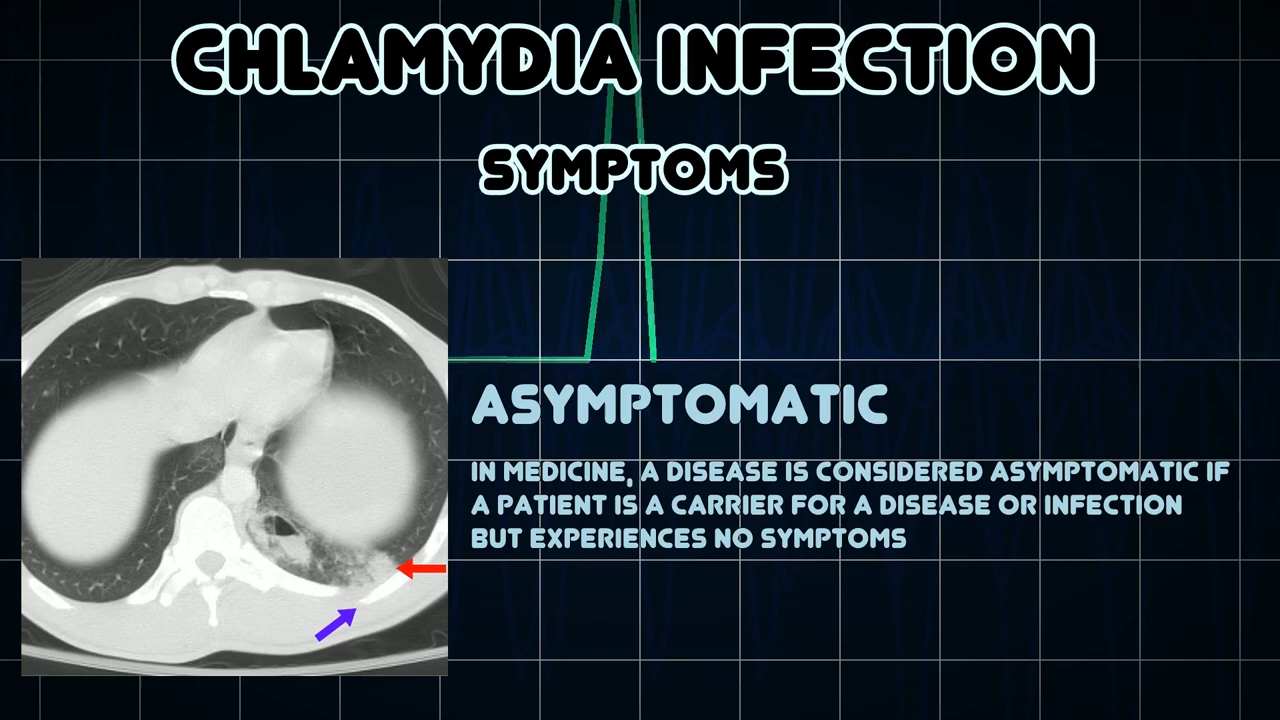 CHLAMYDIA INFECTION
SYMPTOMS
ASYMPTOMATIC
IN MEDICINE, A DISEASE IS CONSIDERED ASYMPTOMATIC IF
A PATIENT IS A CARRIER FOR A DISEASE OR INFECTION
BUT EXPERIENCES NO SYMPTOMS